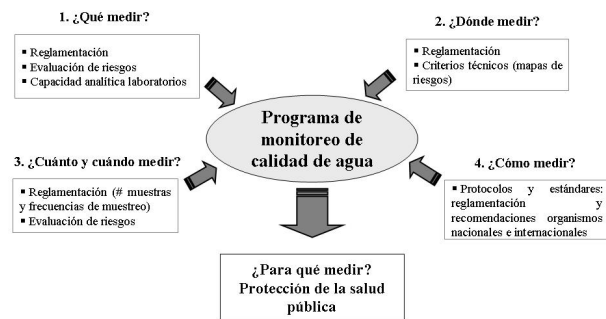 1. ¿Qué medir?
▪ Reglamentación
▪ Evaluación de riesgos
▪ Capacidad analítica laboratorios
2. ¿Dónde medir?
▪ Reglamentación
▪ Criterios técnicos (mapas de
riesgos)
Programa de
monitoreo de
calidad de agua
3. ¿Cuánto y cuándo medir?
▪ Reglamentación (# muestras
y frecuencias de muestreo)
▪ Evaluación de riesgos
4. ¿Cómo medir?
▪ Protocolos y estándares:
reglamentación y
recomendaciones organismos
nacionales e internacionales
¿Para qué medir?
Protección de la salud
pública